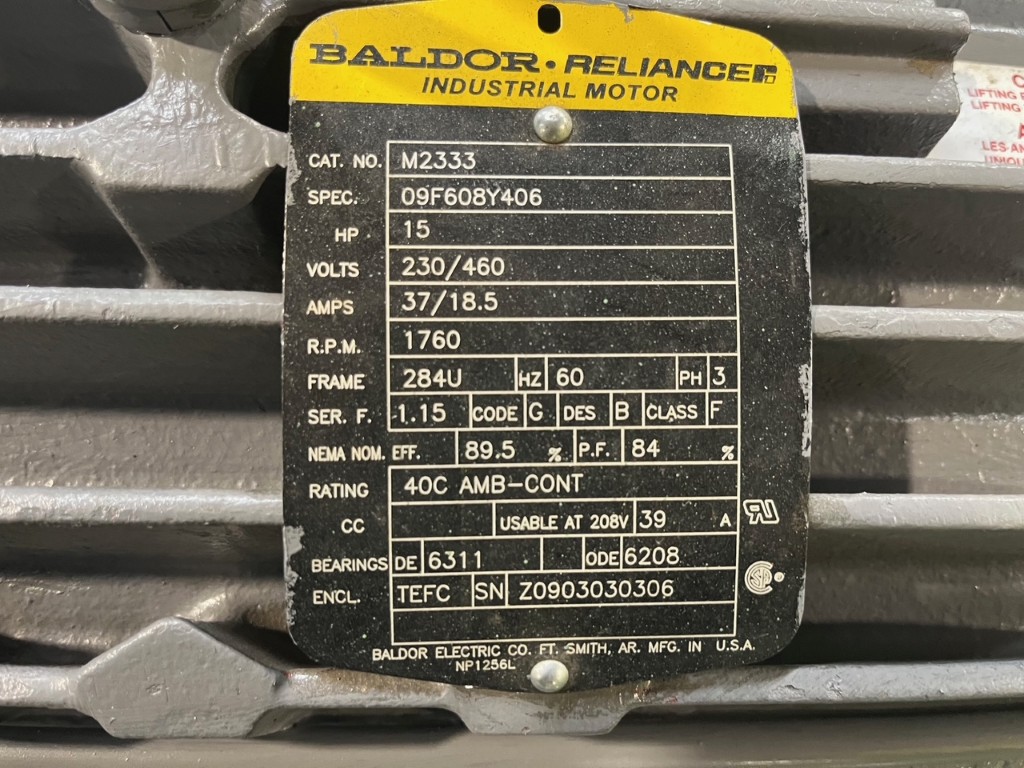 BALDOR · RELIANCE
INDUSTRIAL MOTOR
CAT. NO. M2333
SPEC. 09F608Y406
HP 15
VOLTS 230/460
AMPS 37/18.5
R.P.M. 1760
FRAME 284U HZ 60 PH 3
SER. F. 1.15 CODE G DES B CLASS F
NEMA NOM. EFF. 89.5 % P.F. 84 %
RATING 40C AMB-CONT
CC USABLE AT 208V 39 A
BEARINGS DE 6311 ODE 6208
ENCL. TEFC SN Z0903030306
BALDOR ELECTRIC CO. FT. SMITH, AR. MFG. IN U.S.A.
NP1256L
LIFTING
LIFTING